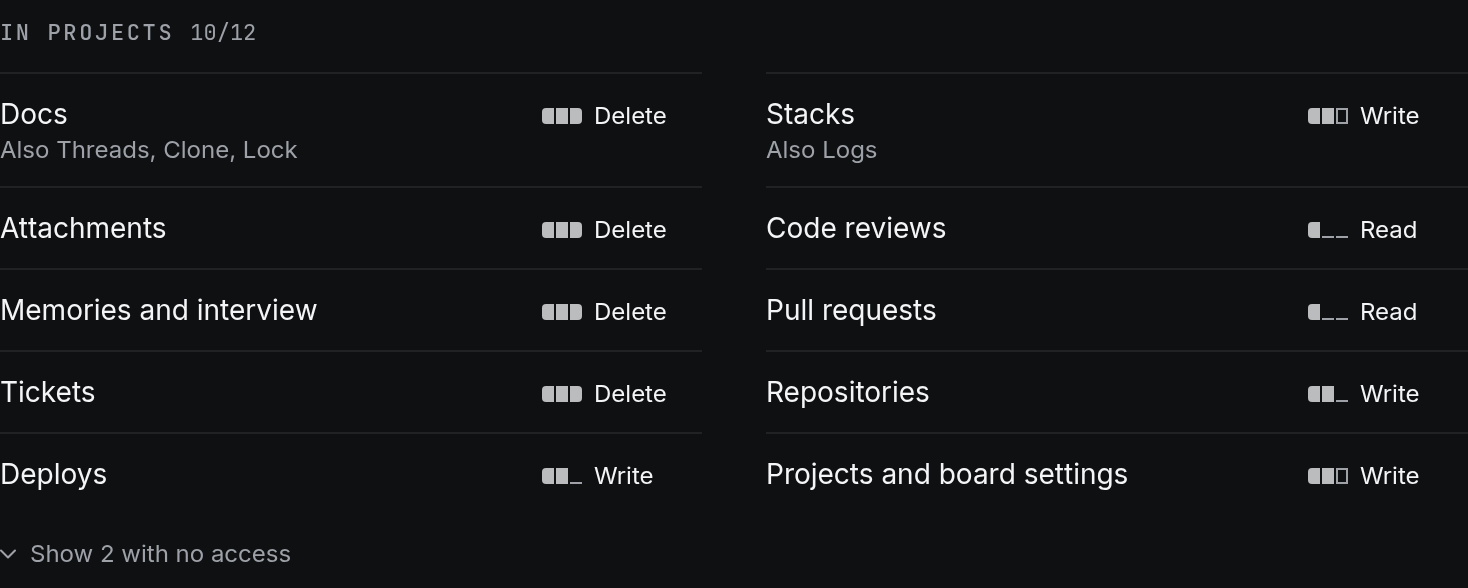 IN PROJECTS 10/12
Docs
Delete
Also Threads, Clone, Lock
Attachments
Delete
Memories and interview
Delete
Tickets
Delete
Deploys
Write
Stacks
Write
Also Logs
Code reviews
Read
Pull requests
Read
Repositories
Write
Projects and board settings
Write
Show 2 with no access